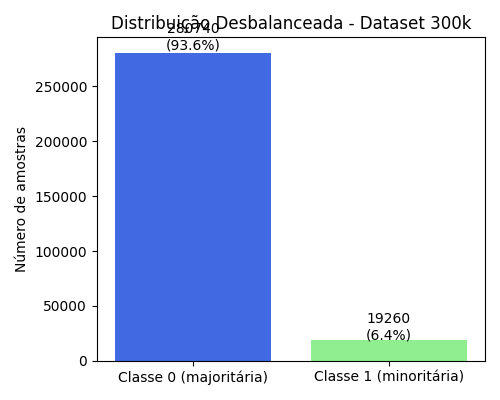 Distribuição Desbalanceada - Dataset 300k
280740
(93.6%)
Número de amostras
250000
200000
150000
100000
50000
0
19260
(6.4%)
Classe 0 (majoritária)
Classe 1 (minoritária)